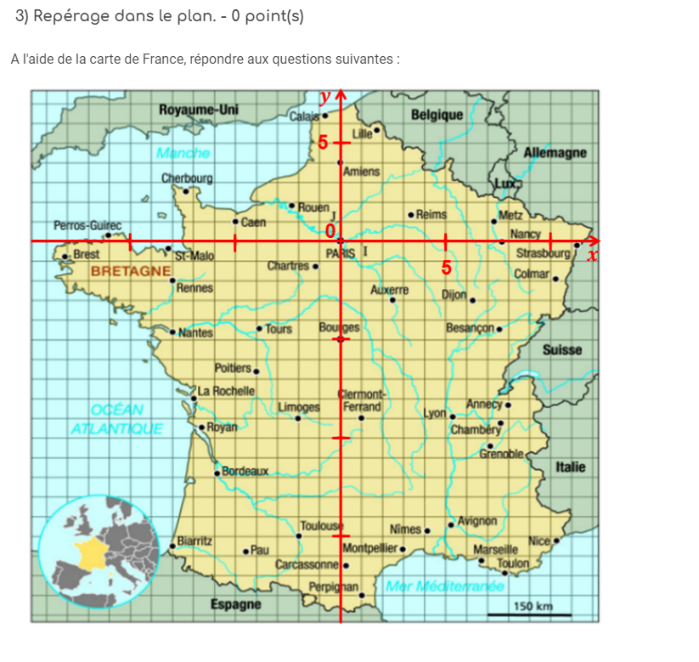 3) Repérage dans le plan. - 0 point(s)
A l'aide de la carte de France, répondre aux questions suivantes :
y
Royaume-Uni
Calais
Belgique
Lille
5
Manche
Allemagne
Amiens
Cherbourg
Lux.
Rouen
J
Reims
Metz
Perros-Guirec
Caen
0
Nancy
Brest
St-Malo
PARIS
I
Strasbourg
x
BRETAGNE
Chartres
5
Colmar
Rennes
Auxerre
Dijon
Nantes
Tours
Bourges
Besançon
Suisse
Poitiers
La Rochelle
Clermont-
Ferrand
Limoges
Annecy
OCÉAN
ATLANTIQUE
Lyon
Royan
Chambéry
Grenoble
Bordeaux
Italie
Toulouse
Nîmes
Avignon
Biarritz
Pau
Montpellier
Marseille
Nice
Carcassonne
Toulon
Perpignan
Mer Méditerranée
Espagne
150 km